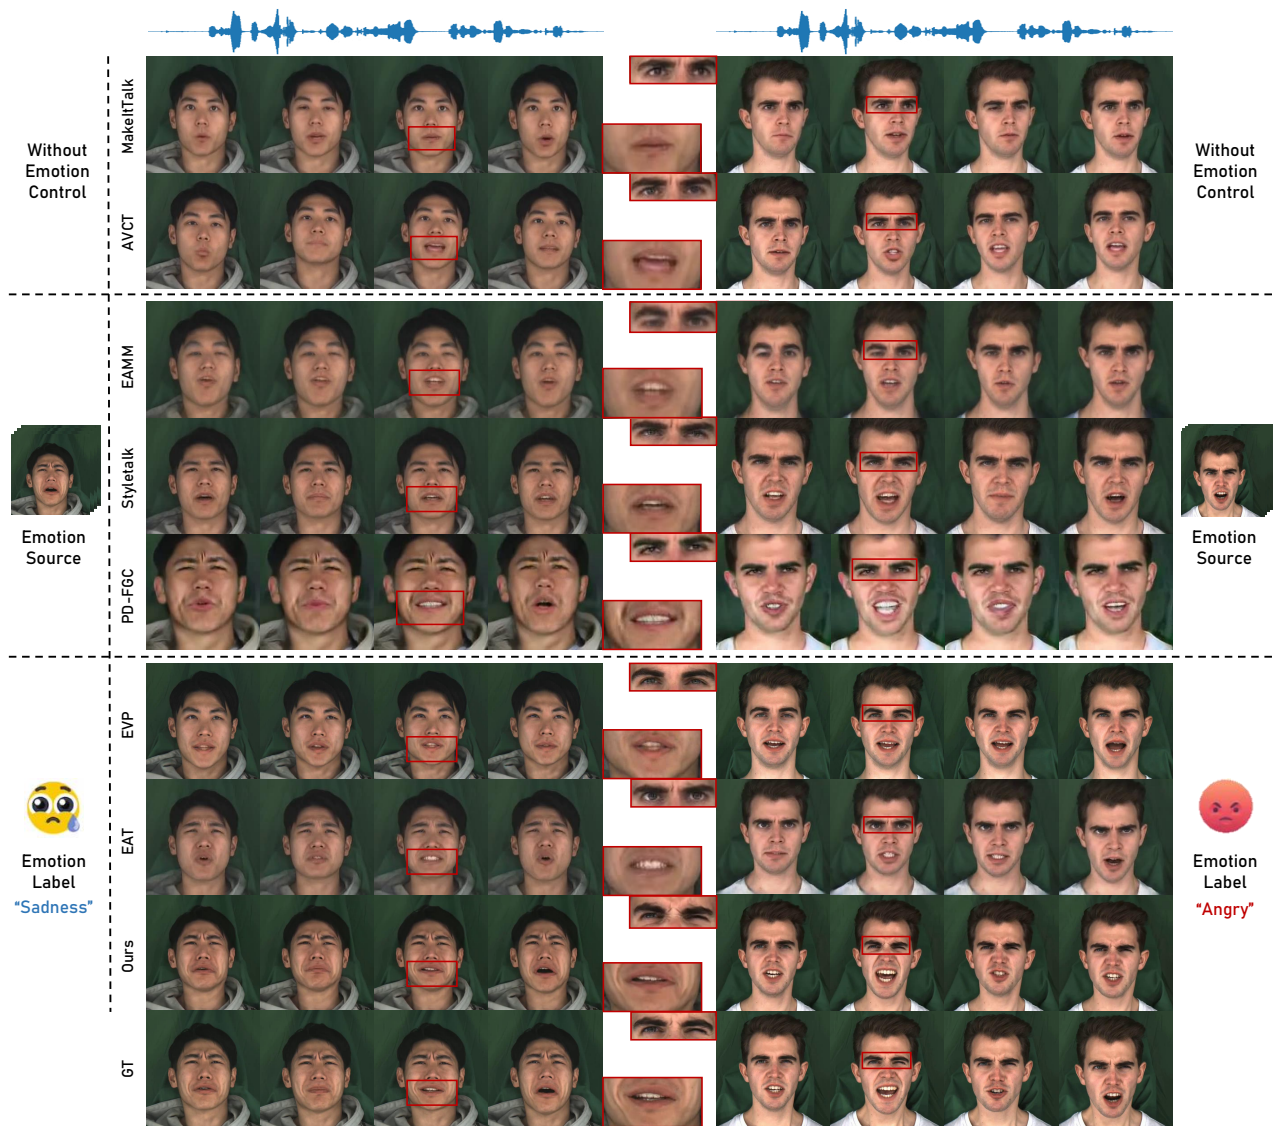 Without
Emotion
Control
MakeItTalk
AVCT
Without
Emotion
Control
EAMM
Styletalk
PD-FGC
Emotion
Source
Emotion
Source
EVP
EAT
Ours
GT
Emotion
Label
“Sadness”
Emotion
Label
“Angry”